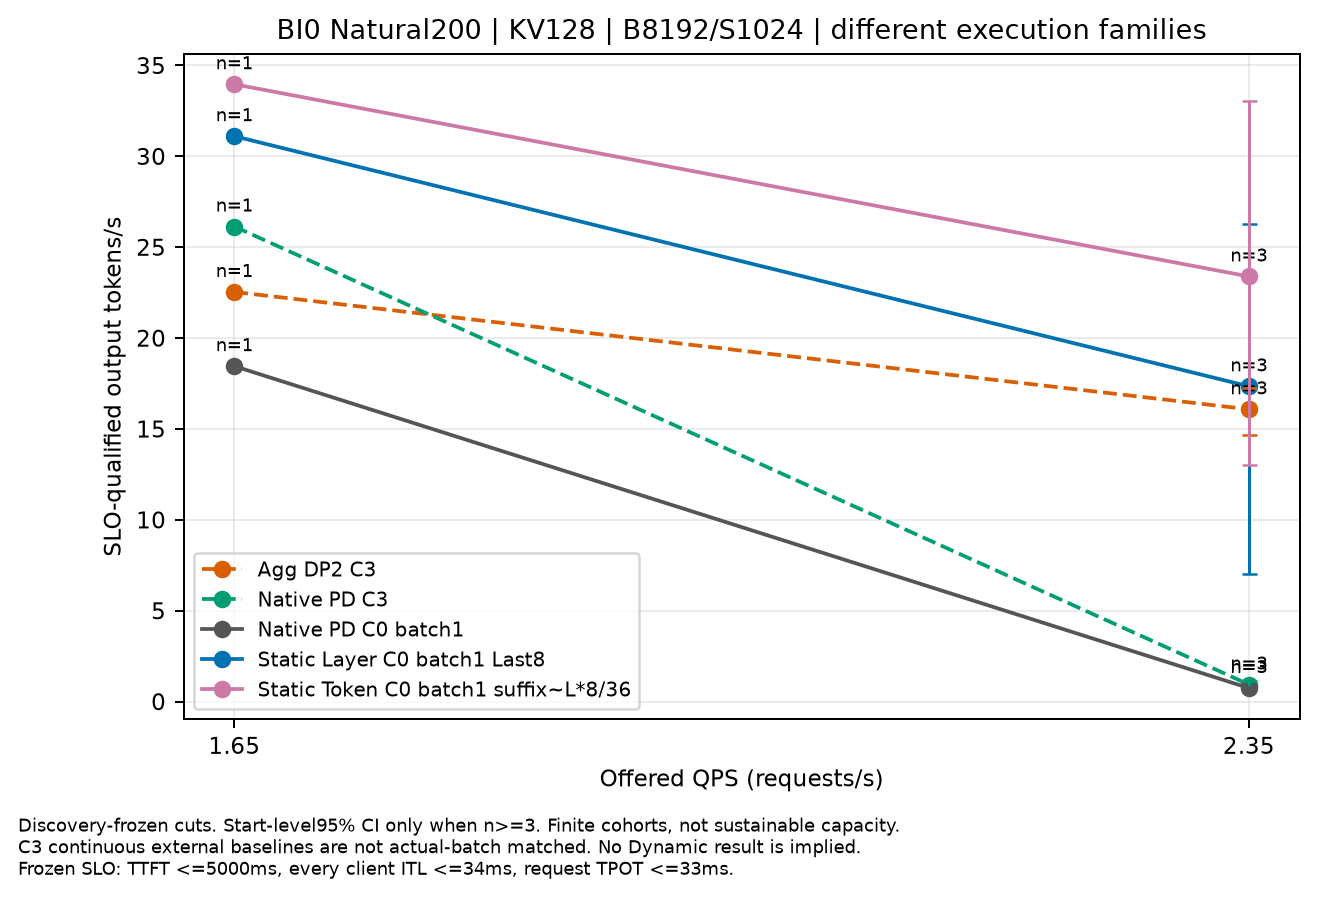 BI0 Natural200 | KV128 | B8192/S1024 | different execution families
35
30
25
20
15
10
5
0
SLO-qualified output tokens/s
n=1
n=1
n=1
n=1
n=1
n=3
n=3
n=3
n=3
n=3
Agg DP2 C3
Native PD C3
Native PD C0 batch1
Static Layer C0 batch1 Last8
Static Token C0 batch1 suffix~L*8/36
1.65
2.35
Offered QPS (requests/s)
Discovery-frozen cuts. Start-level95% CI only when n>=3. Finite cohorts, not sustainable capacity.
C3 continuous external baselines are not actual-batch matched. No Dynamic result is implied.
Frozen SLO: TTFT <=5000ms, every client ITL <=34ms, request TPOT <=33ms.